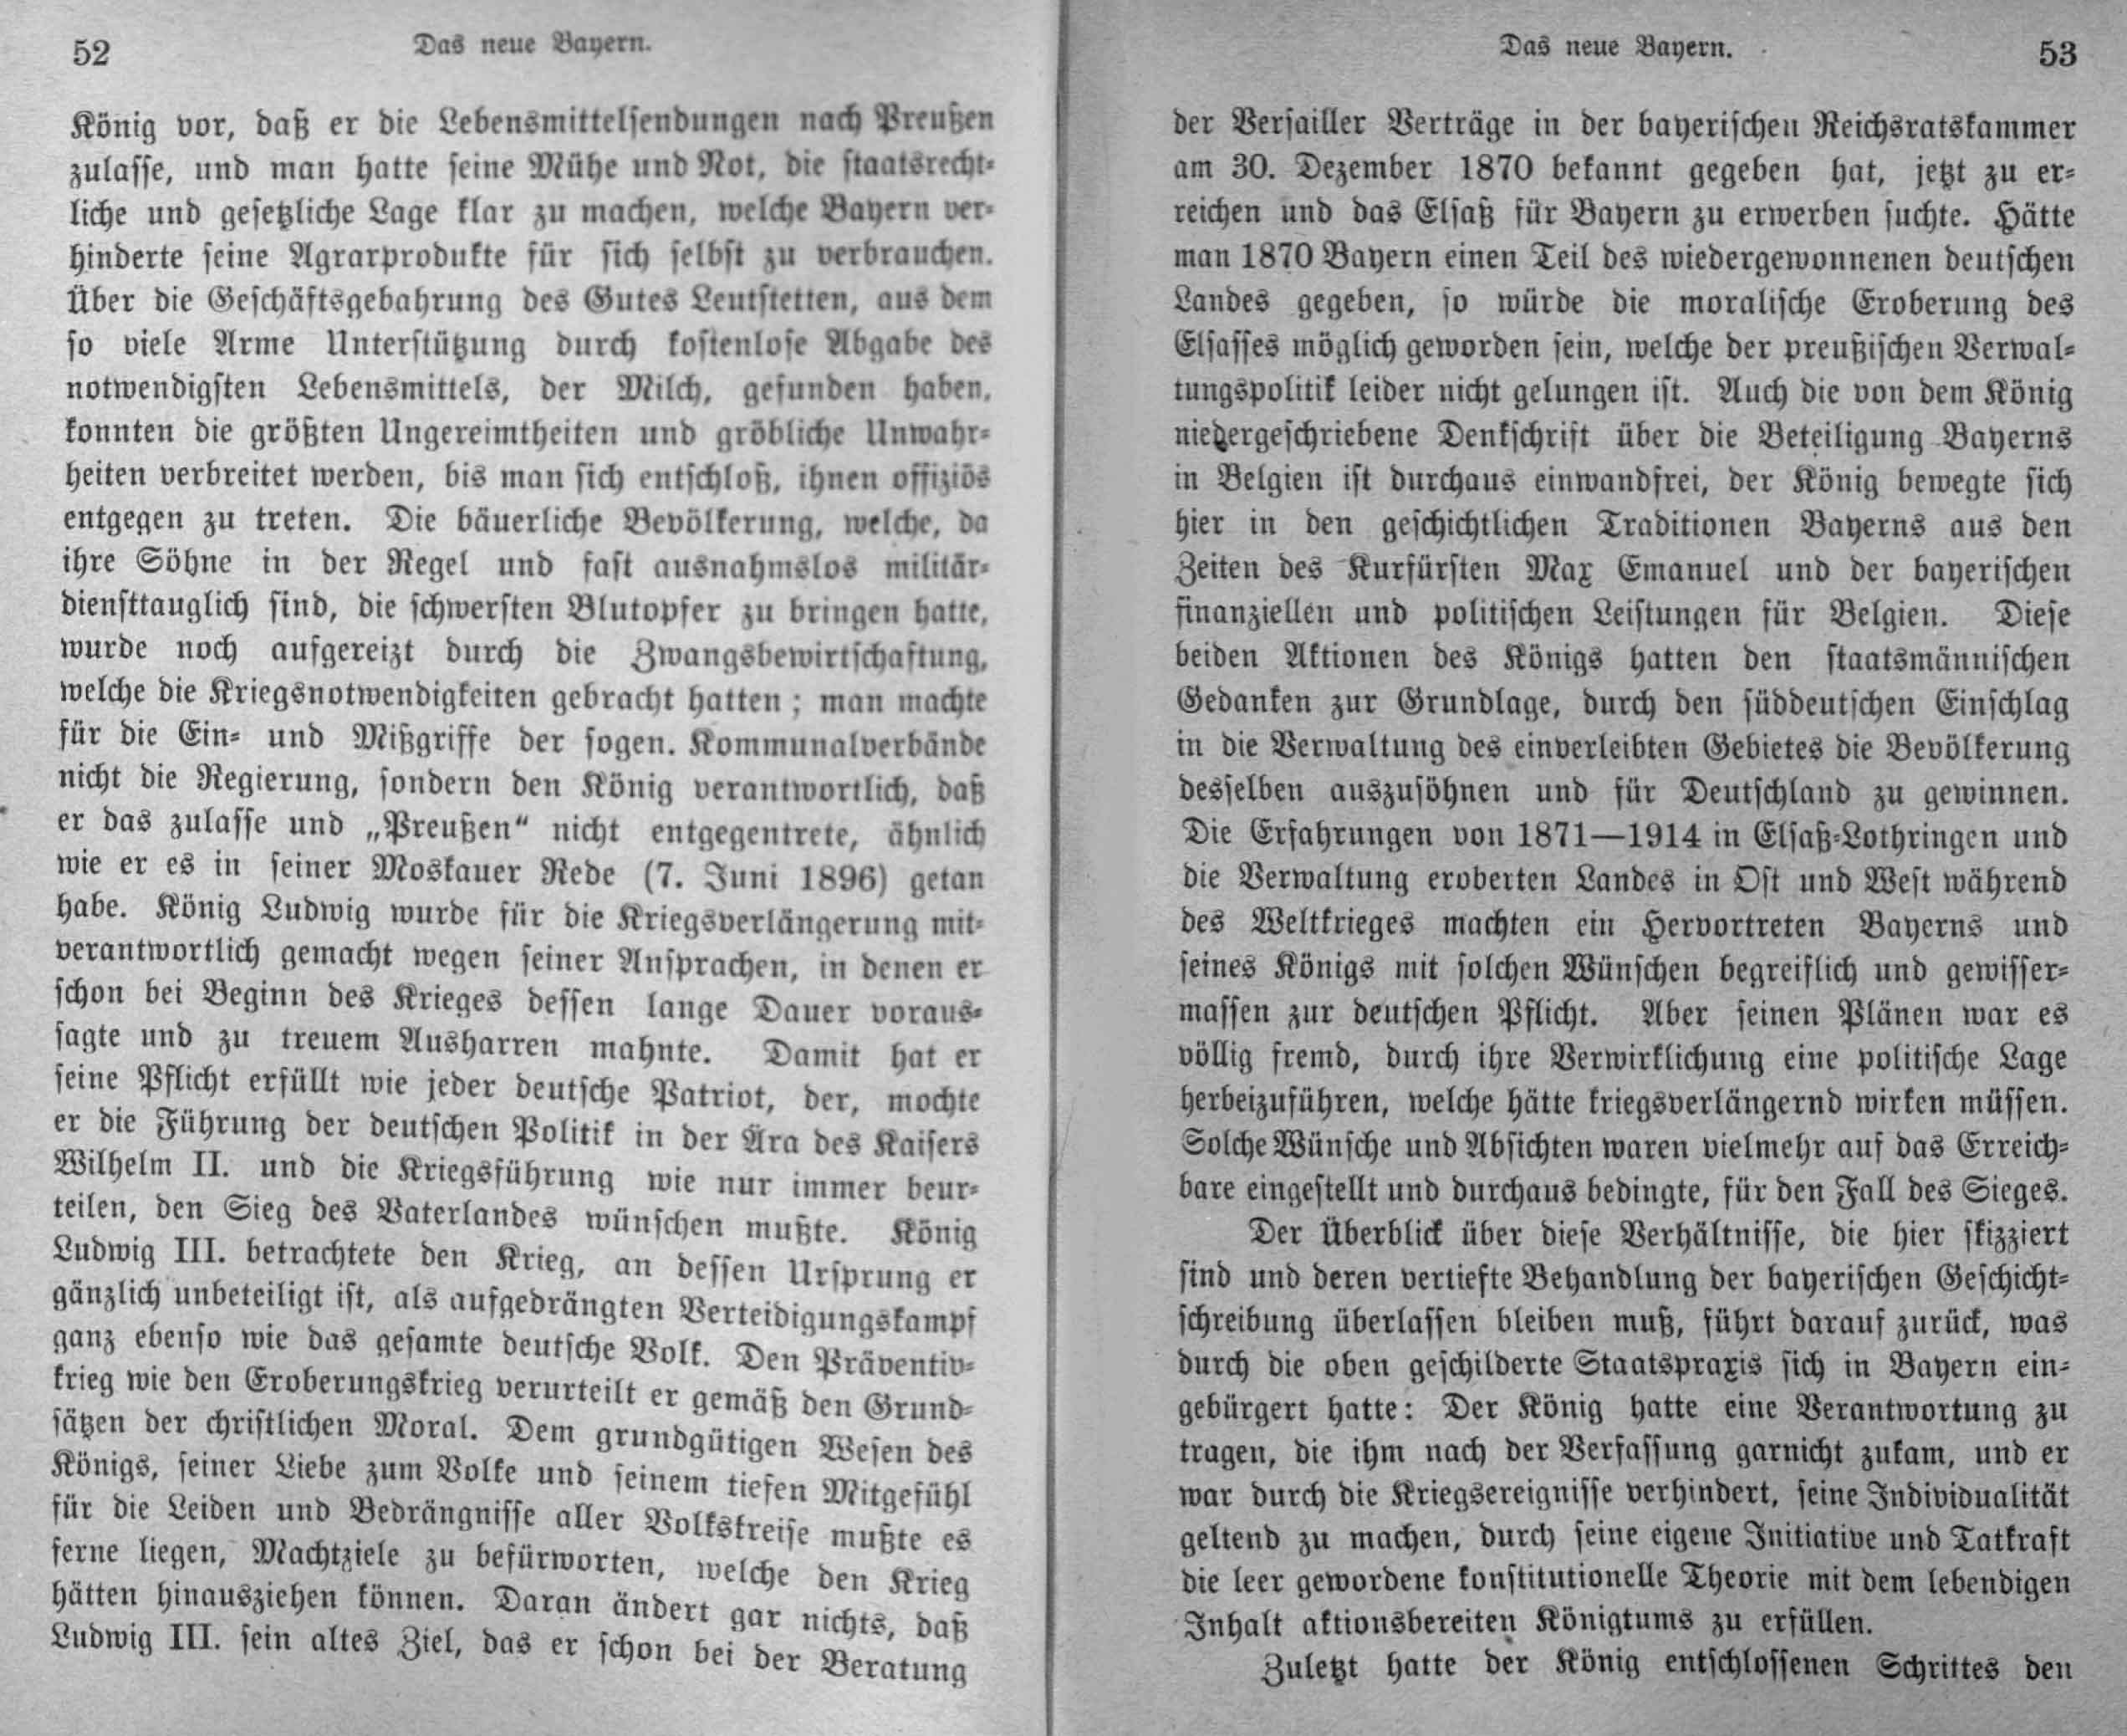 52
Das neue Bayern.
König vor, daß er die Lebensmittelsendungen nach Preußen
zulasse, und man hatte seine Mühe und Not, die staatsrecht-
liche und gesetzliche Lage klar zu machen, welche Bayern ver-
hinderte seine Agrarprodukte für sich selbst zu verbrauchen.
Über die Geschäftsgebahrung des Gutes Leutstetten, aus dem
so viele Arme Unterstützung durch kostenlose Abgabe des
notwendigsten Lebensmittels, der Milch, gefunden haben,
konnten die größten Ungereimtheiten und gröbliche Unwahr-
heiten verbreitet werden, bis man sich entschloß, ihnen offiziös
entgegen zu treten. Die bäuerliche Bevölkerung, welche, da
ihre Söhne in der Regel und fast ausnahmslos militär-
diensttauglich sind, die schwersten Blutopfer zu bringen hatte,
wurde noch aufgereizt durch die Zwangsbewirtschaftung,
welche die Kriegsnotwendigkeiten gebracht hatten; man machte
für die Ein- und Mißgriffe der sogen. Kommunalverbände
nicht die Regierung, sondern den König verantwortlich, daß
er das zulasse und „Preußen“ nicht entgegentrete, ähnlich
wie er es in seiner Moskauer Rede (7. Juni 1896) getan
habe. König Ludwig wurde für die Kriegsverlängerung mit-
verantwortlich gemacht wegen seiner Ansprachen, in denen er
schon bei Beginn des Krieges dessen lange Dauer voraus-
sagte und zu treuem Ausharren mahnte. Damit hat er
seine Pflicht erfüllt wie jeder deutsche Patriot, der, mochte
er die Führung der deutschen Politik in der Ära des Kaisers
Wilhelm II. und die Kriegsführung wie nur immer beur-
teilen, den Sieg des Vaterlandes wünschen mußte. König
Ludwig III. betrachtete den Krieg, an dessen Ursprung er
gänzlich unbeteiligt ist, als aufgedrängten Verteidigungskampf
ganz ebenso wie das gesamte deutsche Volk. Den Präventiv-
krieg wie den Eroberungskrieg verurteilt er gemäß den Grund-
sätzen der christlichen Moral. Dem grundgütigen Wesen des
Königs, seiner Liebe zum Volke und seinem tiefen Mitgefühl
für die Leiden und Bedrängnisse aller Volkskreise mußte es
ferne liegen, Machtziele zu befürworten, welche den Krieg
hätten hinausziehen können. Daran ändert gar nichts, daß
Ludwig III. sein altes Ziel, das er schon bei der Beratung
Das neue Bayern.
53
der Versailler Verträge in der bayerischen Reichsratskammer
am 30. Dezember 1870 bekannt gegeben hat, jetzt zu er-
reichen und das Elsaß für Bayern zu erwerben suchte. Hätte
man 1870 Bayern einen Teil des wiedergewonnenen deutschen
Landes gegeben, so würde die moralische Eroberung des
Elsasses möglich geworden sein, welche der preußischen Verwal-
tungspolitik leider nicht gelungen ist. Auch die von dem König
niedergeschriebene Denkschrift über die Beteiligung Bayerns
in Belgien ist durchaus einwandfrei, der König bewegte sich
hier in den geschichtlichen Traditionen Bayerns aus den
Zeiten des Kurfürsten Max Emanuel und der bayerischen
finanziellen und politischen Leistungen für Belgien. Diese
beiden Aktionen des Königs hatten den staatsmännischen
Gedanken zur Grundlage, durch den süddeutschen Einschlag
in die Verwaltung des einverleibten Gebietes die Bevölkerung
desselben auszusöhnen und für Deutschland zu gewinnen.
Die Erfahrungen von 1871—1914 in Elsaß-Lothringen und
die Verwaltung eroberten Landes in Ost und West während
des Weltkrieges machten ein Hervortreten Bayerns und
seines Königs mit solchen Wünschen begreiflich und gewisser-
massen zur deutschen Pflicht. Aber seinen Plänen war es
völlig fremd, durch ihre Verwirklichung eine politische Lage
herbeizuführen, welche hätte kriegsverlängernd wirken müssen.
Solche Wünsche und Absichten waren vielmehr auf das Erreich-
bare eingestellt und durchaus bedingte, für den Fall des Sieges.
Der Überblick über diese Verhältnisse, die hier skizziert
sind und deren vertiefte Behandlung der bayerischen Geschicht-
schreibung überlassen bleiben muß, führt darauf zurück, was
durch die oben geschilderte Staatspraxis sich in Bayern ein-
gebürgert hatte: Der König hatte eine Verantwortung zu
tragen, die ihm nach der Verfassung garnicht zukam, und er
war durch die Kriegsereignisse verhindert, seine Individualität
geltend zu machen, durch seine eigene Initiative und Tatkraft
die leer gewordene konstitutionelle Theorie mit dem lebendigen
Inhalt aktionsbereiten Königtums zu erfüllen.
Zuletzt hatte der König entschlossenen Schrittes den